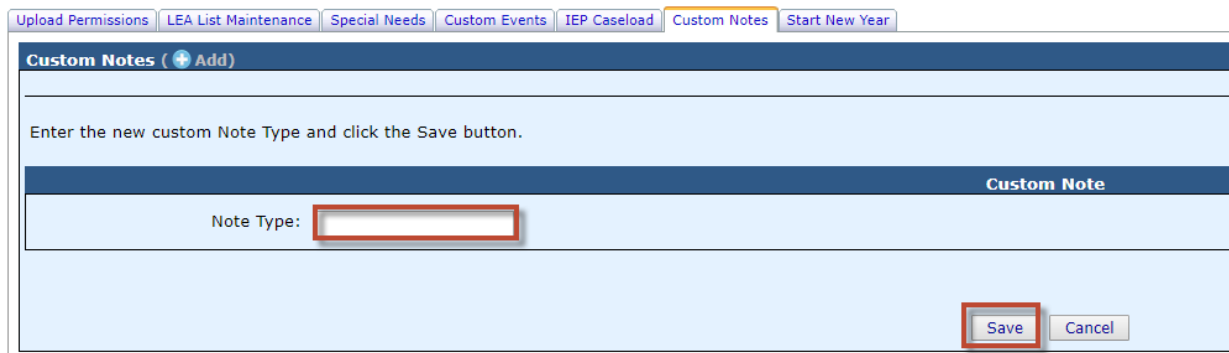 Upload Permissions LEA List Maintenance Special Needs Custom Events IEP Caseload Custom Notes Start New Year
Custom Notes ( Add)
Enter the new custom Note Type and click the Save button.
Custom Note
Note Type:
Save Cancel